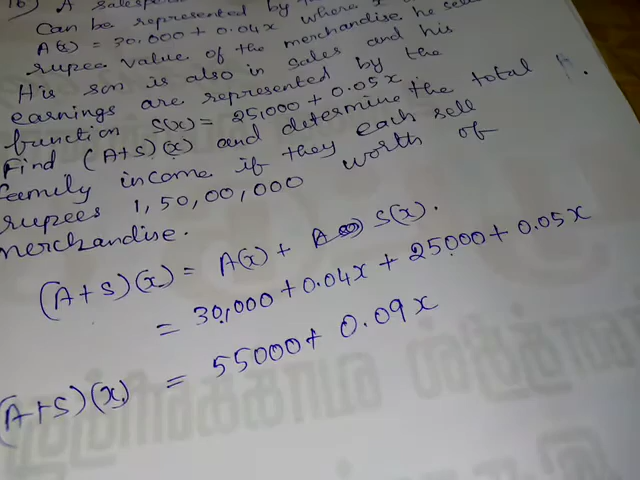 16) A salespe
Can be represented by
A(x) = 30,000 + 0.04x where x
rupee value of the merchandise he sell
His son is also in sales and his
earnings are represented by the
function S(x) = 25,000 + 0.05x.
Find (A+S)(x) and determine the total
family income if they each sell
rupees 1,50,00,000 worth of
merchandise.
(A+S)(x) = A(x) + S(x).
= 30,000 + 0.04x + 25000 + 0.05x
(A+S)(x) = 55000 + 0.09x